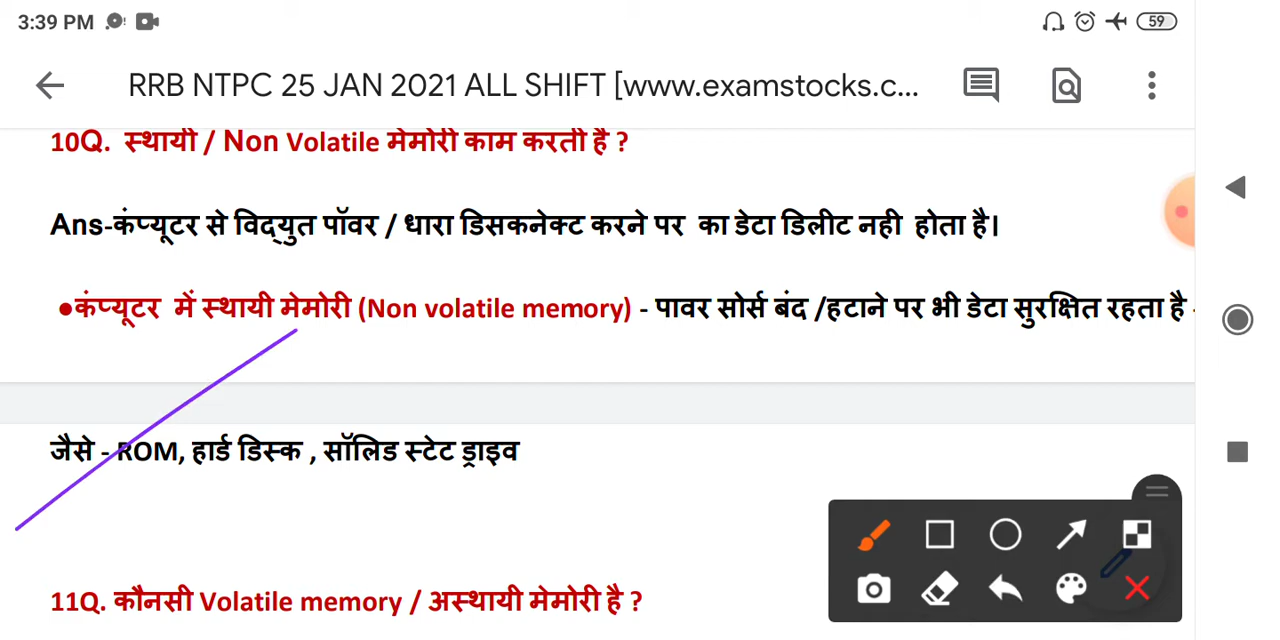 3:39 PM
59
RRB NTPC 25 JAN 2021 ALL SHIFT [www.examstocks.c...
10Q. स्थायी / Non Volatile मेमोरी काम करती है ?
Ans-कंप्यूटर से विद्युत पॉवर / धारा डिसकनेक्ट करने पर का डेटा डिलीट नही होता है।
●कंप्यूटर में स्थायी मेमोरी (Non volatile memory) - पावर सोर्स बंद /हटाने पर भी डेटा सुरक्षित रहता है -
जैसे - ROM, हार्ड डिस्क , सॉलिड स्टेट ड्राइव
11Q. कौनसी Volatile memory / अस्थायी मेमोरी है ?